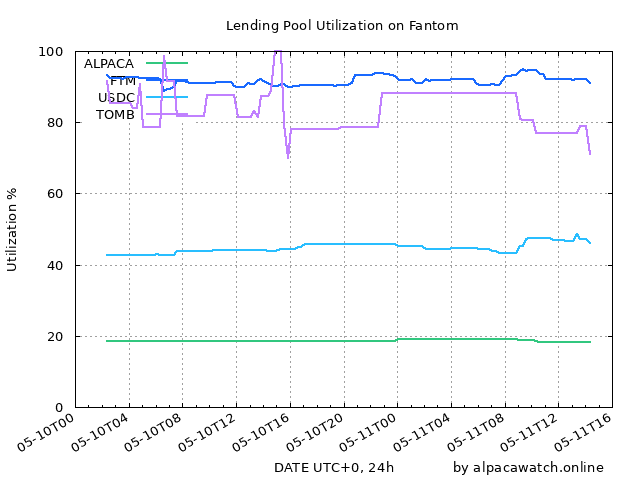 Lending Pool Utilization on Fantom
100
80
60
40
20
0
Utilization %
ALPACA
FTM
USDC
TOMB
05-10T00
05-10T04
05-10T08
05-10T12
05-10T16
05-10T20
05-11T00
05-11T04
05-11T08
05-11T12
05-11T16
DATE UTC+0, 24h
by alpacawatch.online